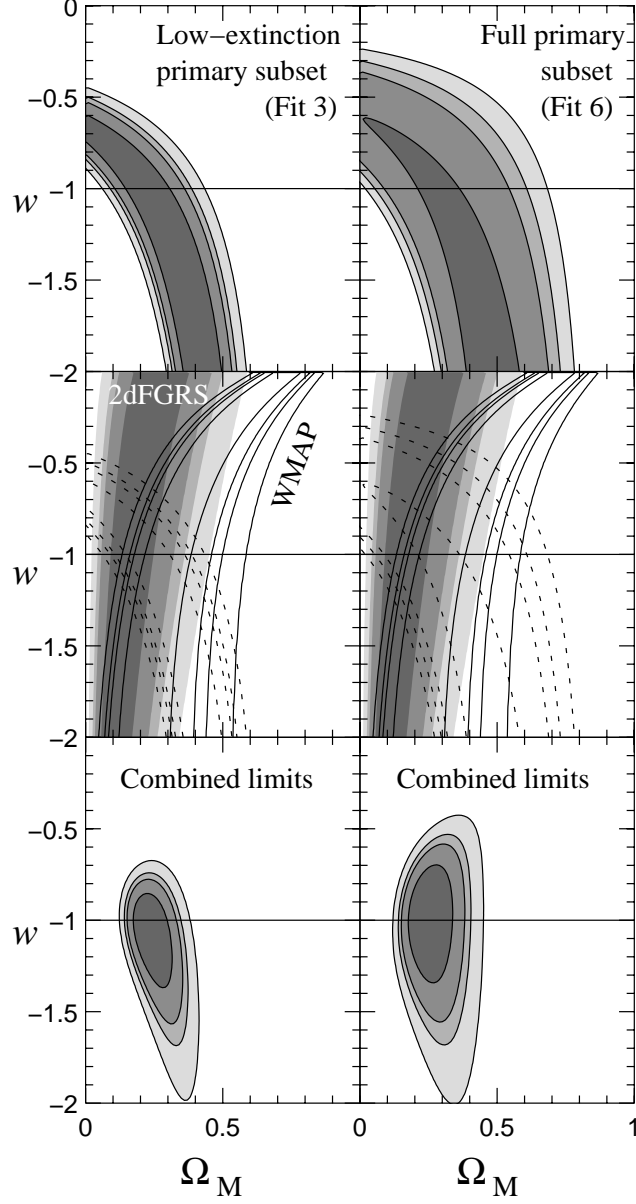 0
Low−extinction
primary subset
(Fit 3)
Full primary
subset
(Fit 6)
−0.5
−1
w
−1.5
−2
2dFGRS
WMAP
−0.5
−1
w
−1.5
−2
Combined limits
Combined limits
−0.5
−1
w
−1.5
−2
0
0.5
0
0.5
1
Ω_M
Ω_M